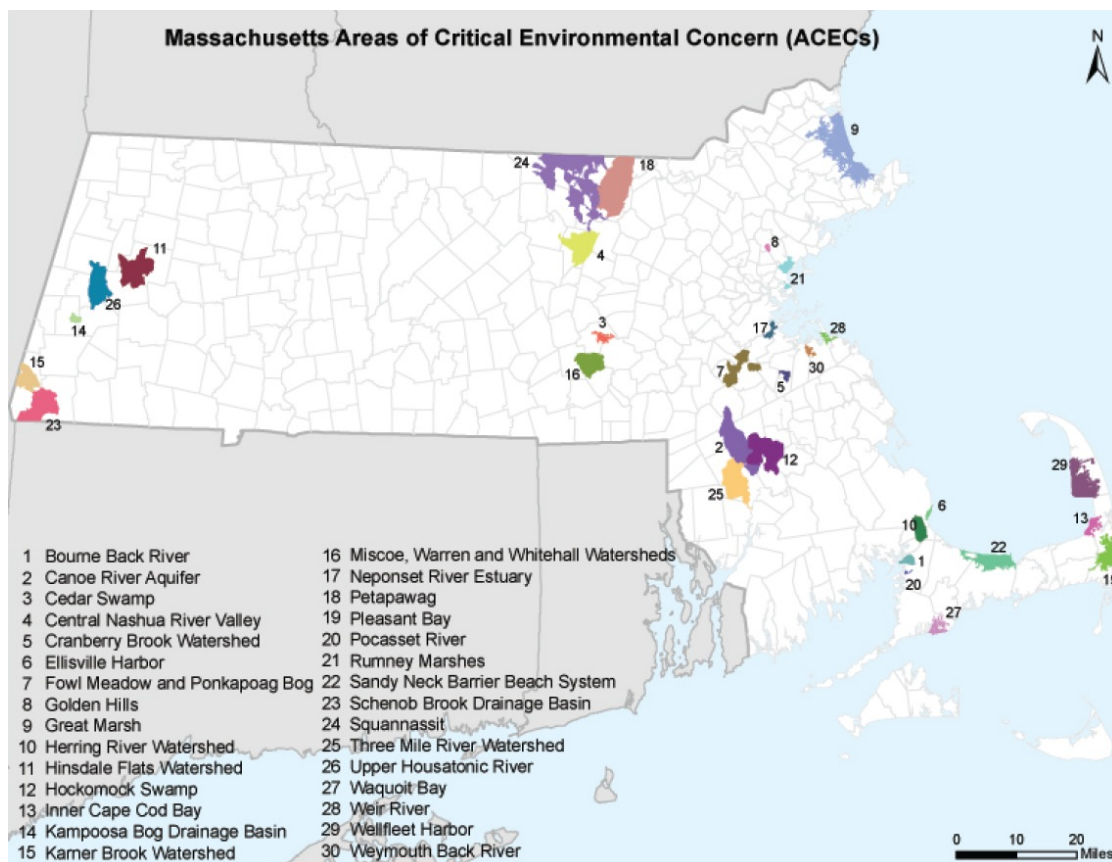 Massachusetts Areas of Critical Environmental Concern (ACECs)
N
9
24
18
8
4
21
11
26
14
3
17
28
16
30
15
7
5
23
2
12
29
25
6
13
10
22
1
19
20
27
1 Bourne Back River
2 Canoe River Aquifer
3 Cedar Swamp
4 Central Nashua River Valley
5 Cranberry Brook Watershed
6 Ellisville Harbor
7 Fowl Meadow and Ponkapoag Bog
8 Golden Hills
9 Great Marsh
10 Herring River Watershed
11 Hinsdale Flats Watershed
12 Hockomock Swamp
13 Inner Cape Cod Bay
14 Kampoosa Bog Drainage Basin
15 Karner Brook Watershed
16 Miscoe, Warren and Whitehall Watersheds
17 Neponset River Estuary
18 Petapawag
19 Pleasant Bay
20 Pocasset River
21 Rumney Marshes
22 Sandy Neck Barrier Beach System
23 Schenob Brook Drainage Basin
24 Squannassit
25 Three Mile River Watershed
26 Upper Housatonic River
27 Waquoit Bay
28 Weir River
29 Wellfleet Harbor
30 Weymouth Back River
0 10 20
Miles